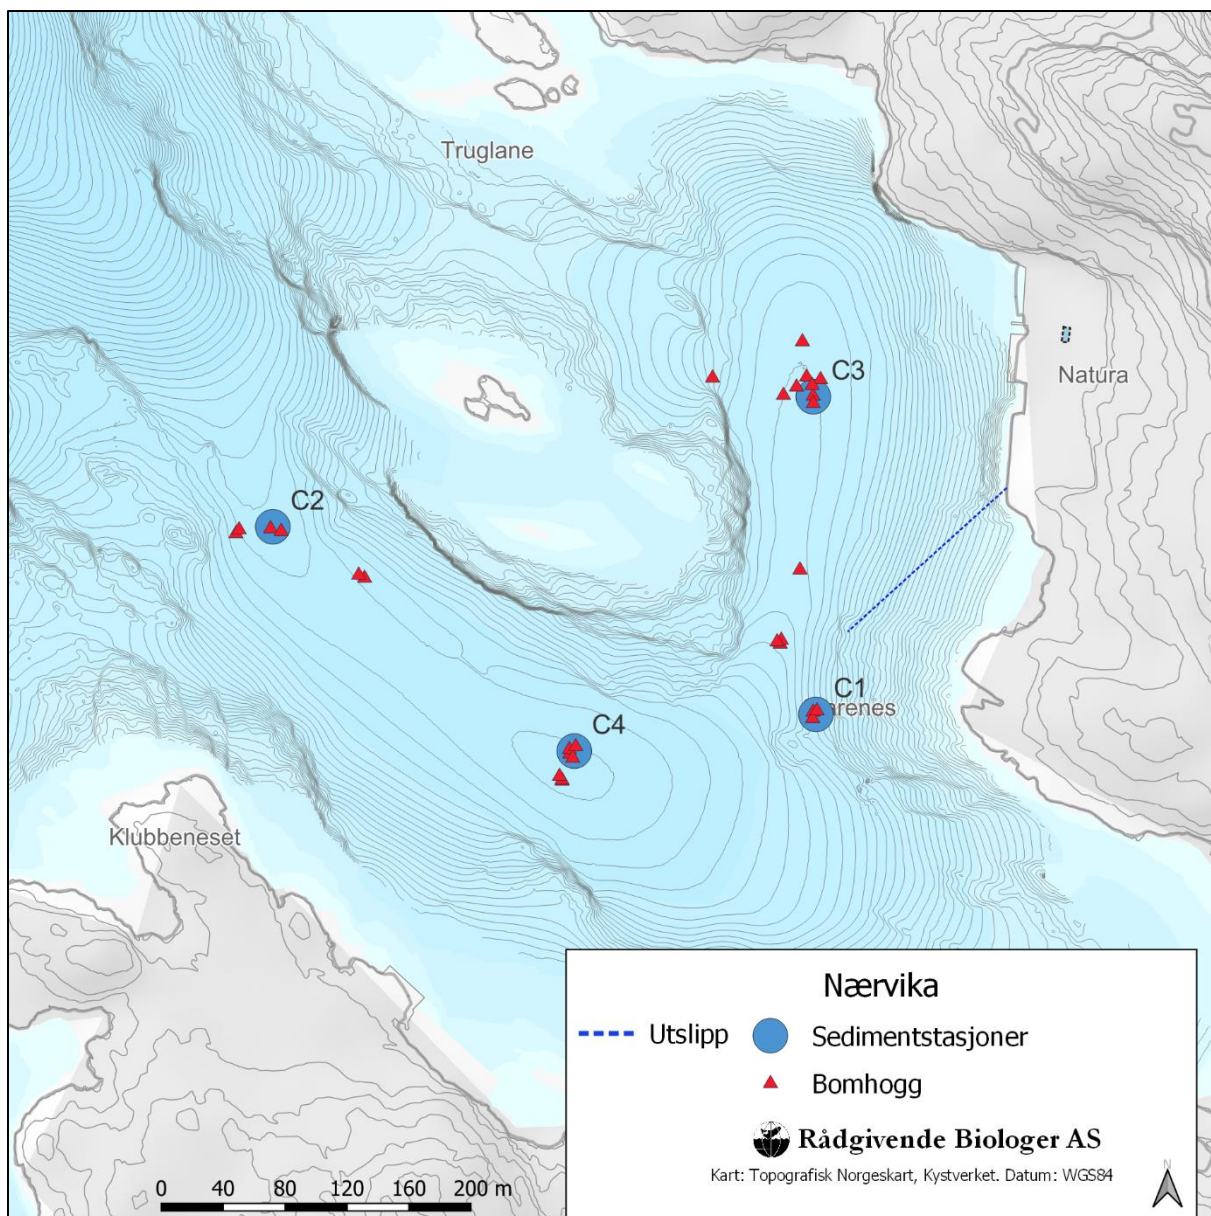 Truglane
C3
Natura
C2
C1
arenes
C4
Klubbeneset
Nærvika
Utslipp
Sedimentstasjoner
Bomhogg
Rådgivende Biologer AS
Kart: Topografisk Norgeskart, Kystverket. Datum: WGS84
N
0 40 80 120 160 200 m